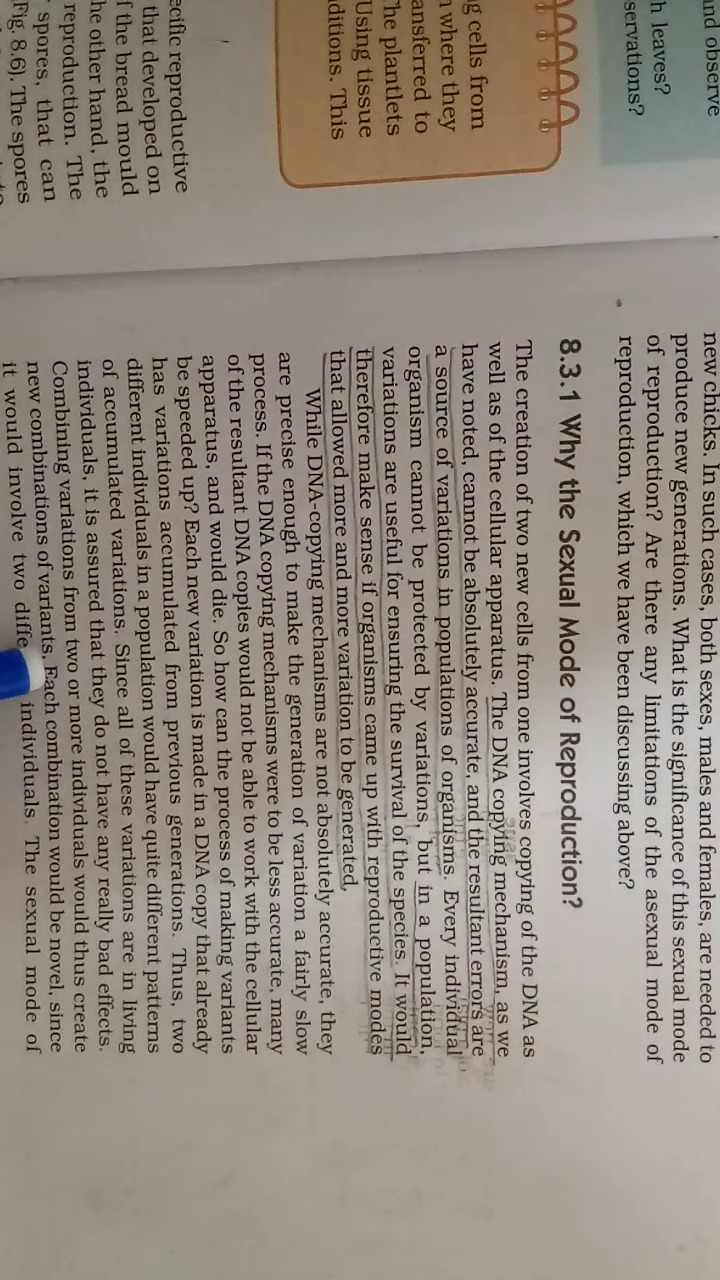 and observe
h leaves?
servations?
g cells from
where they
ansferred to
he plantlets
Using tissue
ditions. This
ecific reproductive
that developed on
f the bread mould
he other hand, the
reproduction. The
spores, that can
Fig. 8.6). The spores
new chicks. In such cases, both sexes, males and females, are needed to
produce new generations. What is the significance of this sexual mode
of reproduction? Are there any limitations of the asexual mode of
reproduction, which we have been discussing above?
8.3.1 Why the Sexual Mode of Reproduction?
The creation of two new cells from one involves copying of the DNA as
well as of the cellular apparatus. The DNA copying mechanism, as we
have noted, cannot be absolutely accurate, and the resultant errors are
a source of variations in populations of organisms. Every individual
organism cannot be protected by variations, but in a population,
variations are useful for ensuring the survival of the species. It would
therefore make sense if organisms came up with reproductive modes
that allowed more and more variation to be generated.
While DNA-copying mechanisms are not absolutely accurate, they
are precise enough to make the generation of variation a fairly slow
process. If the DNA copying mechanisms were to be less accurate, many
of the resultant DNA copies would not be able to work with the cellular
apparatus, and would die. So how can the process of making variants
be speeded up? Each new variation is made in a DNA copy that already
has variations accumulated from previous generations. Thus, two
different individuals in a population would have quite different patterns
of accumulated variations. Since all of these variations are in living
individuals, it is assured that they do not have any really bad effects.
Combining variations from two or more individuals would thus create
new combinations of variants. Each combination would be novel, since
it would involve two diffe individuals. The sexual mode of